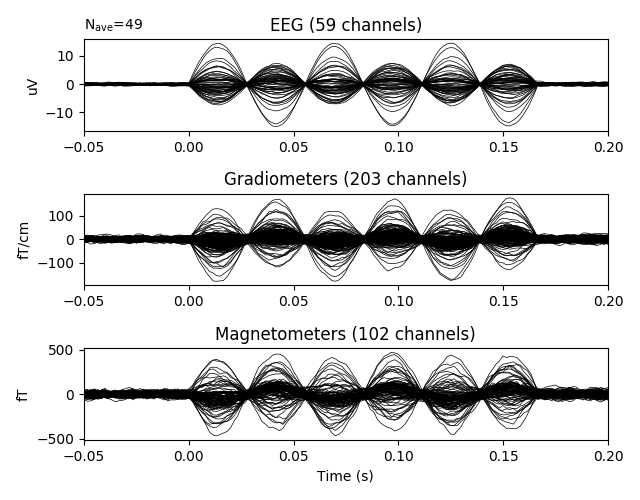 N_ave=49
EEG (59 channels)
uV
10
0
−10
−0.05 0.00 0.05 0.10 0.15 0.20
Gradiometers (203 channels)
fT/cm
100
0
−100
−0.05 0.00 0.05 0.10 0.15 0.20
Magnetometers (102 channels)
fT
500
0
−500
−0.05 0.00 0.05 0.10 0.15 0.20
Time (s)